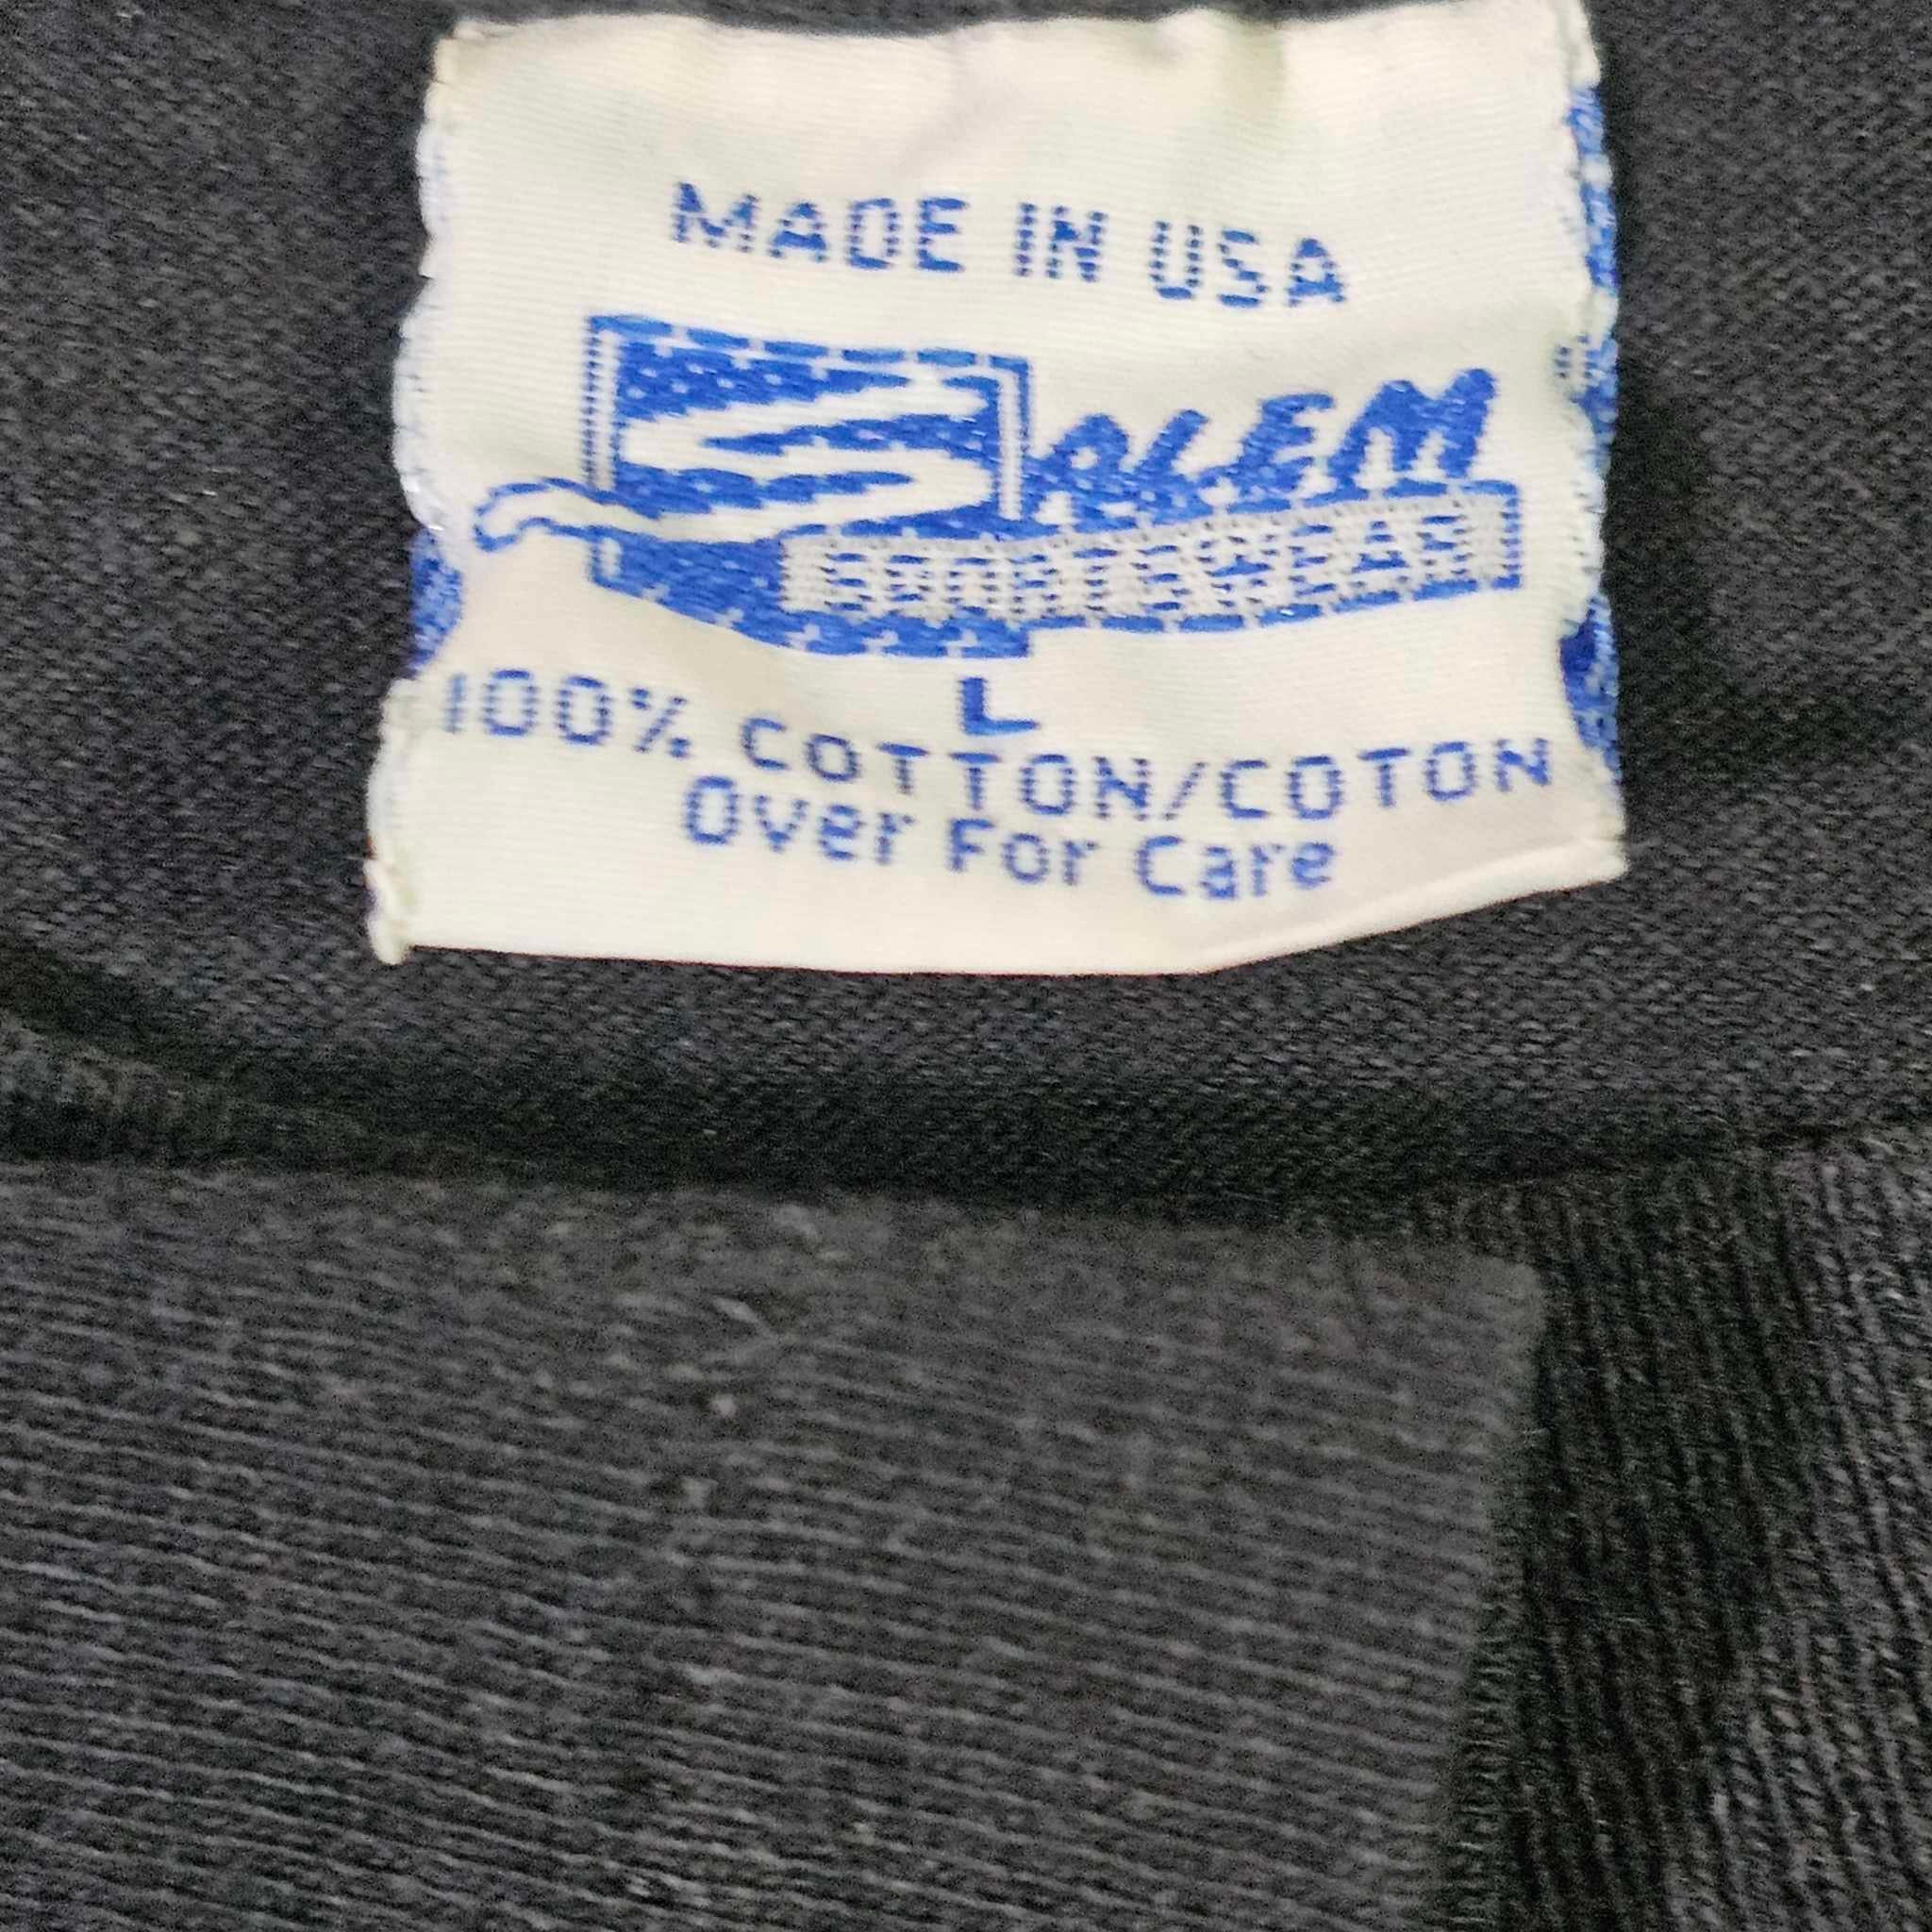 MADE IN USA
SALEM
SPORTSWEAR
L
100% COTTON/COTON
Over For Care